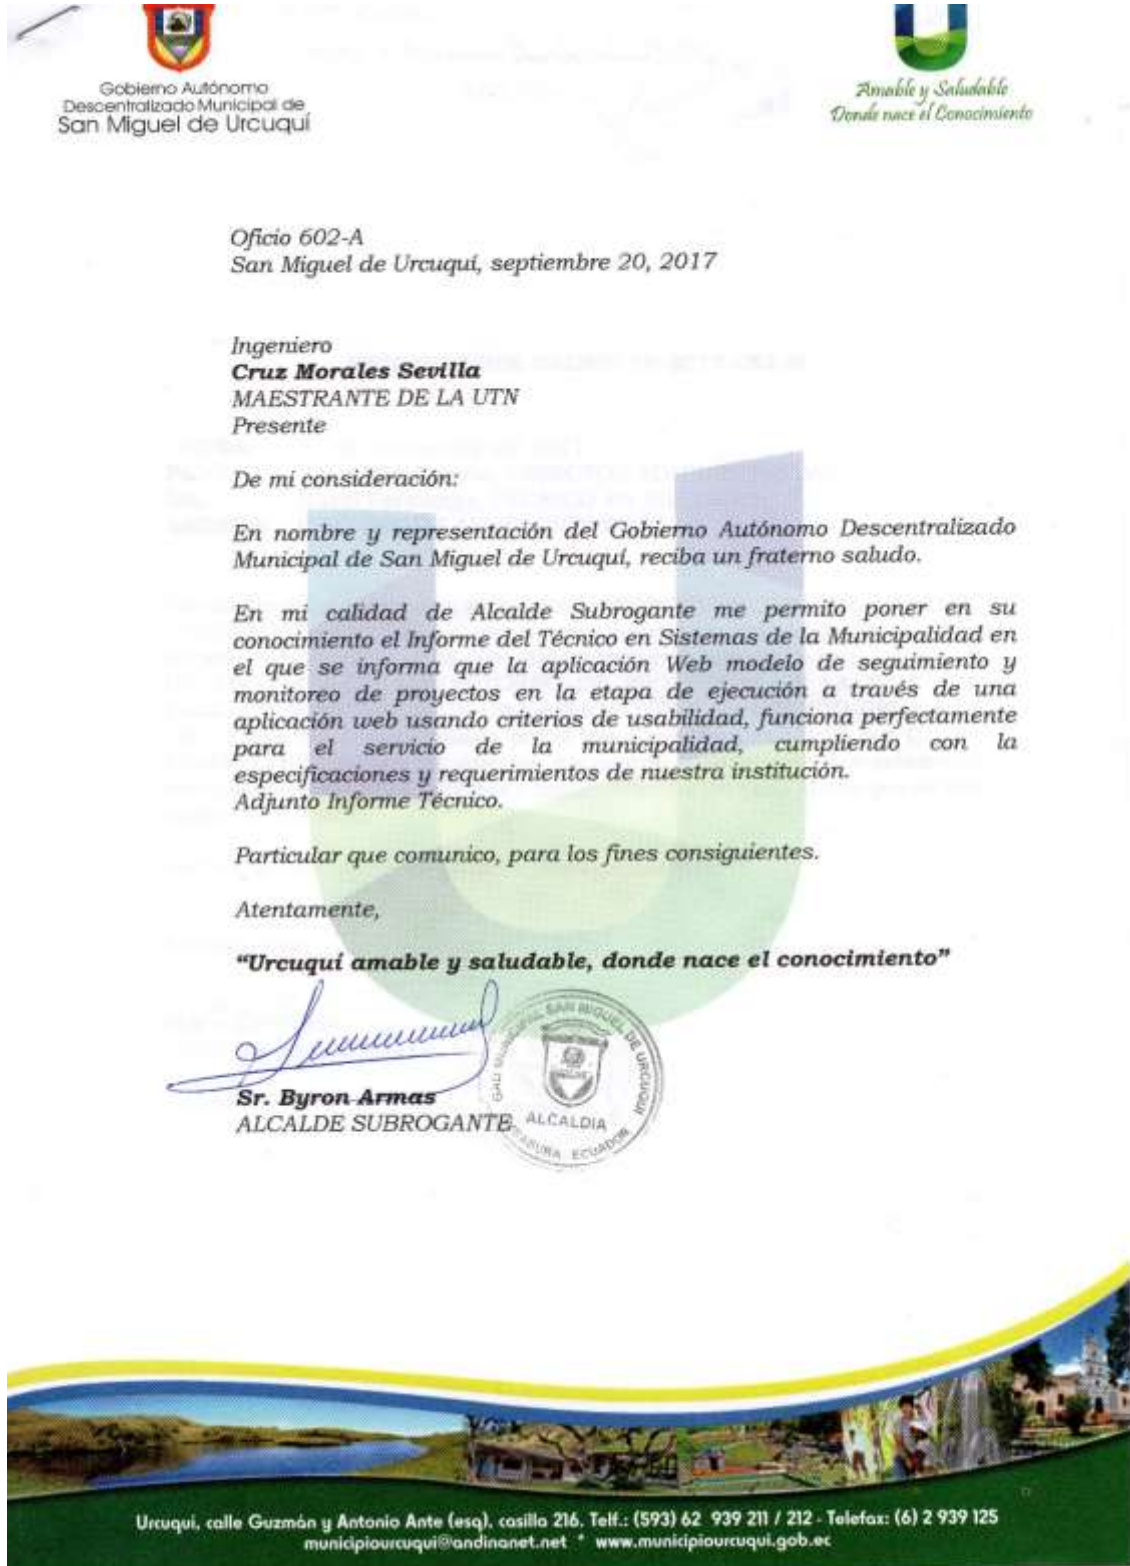 Gobierno Autónomo
Descentralizado Municipal de
San Miguel de Urcuquí
Amable y Saludable
Donde nace el Conocimiento
Oficio 602-A
San Miguel de Urcuquí, septiembre 20, 2017
Ingeniero
Cruz Morales Sevilla
MAESTRANTE DE LA UTN
Presente
De mi consideración:
En nombre y representación del Gobierno Autónomo Descentralizado
Municipal de San Miguel de Urcuquí, reciba un fraterno saludo.
En mi calidad de Alcalde Subrogante me permito poner en su
conocimiento el Informe del Técnico en Sistemas de la Municipalidad en
el que se informa que la aplicación Web modelo de seguimiento y
monitoreo de proyectos en la etapa de ejecución a través de una
aplicación web usando criterios de usabilidad, funciona perfectamente
para el servicio de la municipalidad, cumpliendo con la
especificaciones y requerimientos de nuestra institución.
Adjunto Informe Técnico.
Particular que comunico, para los fines consiguientes.
Atentamente,
“Urcuquí amable y saludable, donde nace el conocimiento”
GAD MUNICIPAL SAN MIGUEL DE URCUQUI
ALCALDIA
ECUADOR
Sr. Byron Armas
ALCALDE SUBROGANTE
Urcuqui, calle Guzmán y Antonio Ante (esq), casilla 216. Telf.: (593) 62 939 211 / 212 - Telefax: (6) 2 939 125
municipiourcuqui@andinanet.net * www.municipiourcuqui.gob.ec